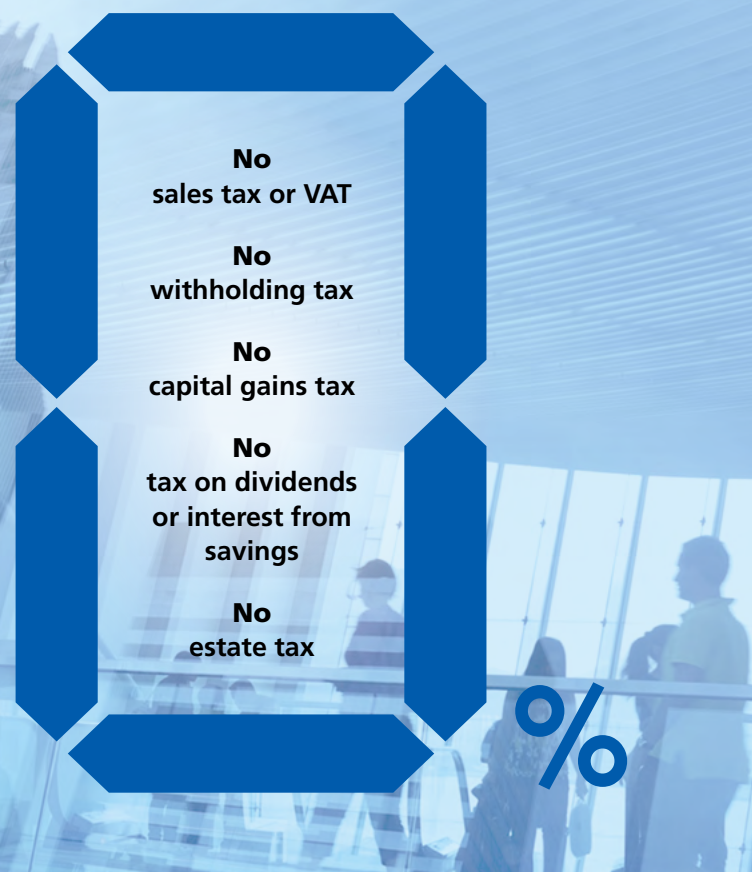 No
sales tax or VAT
No
withholding tax
No
capital gains tax
No
tax on dividends
or interest from
savings
No
estate tax
0%